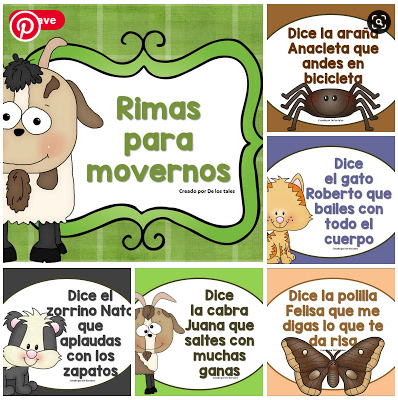 ave
Rimas
para
movernos
Creado por De los tales
Dice la araña
Anacleta que
andes en
bicicleta
Dice
el gato
Roberto que
bailes con
todo el
cuerpo
Dice el
zorrino Nato
que
aplaudas
con los
zapatos
Dice
la cabra
Juana que
saltes con
muchas
ganas
Dice la polilla
Felisa que me
digas lo que te
da risa